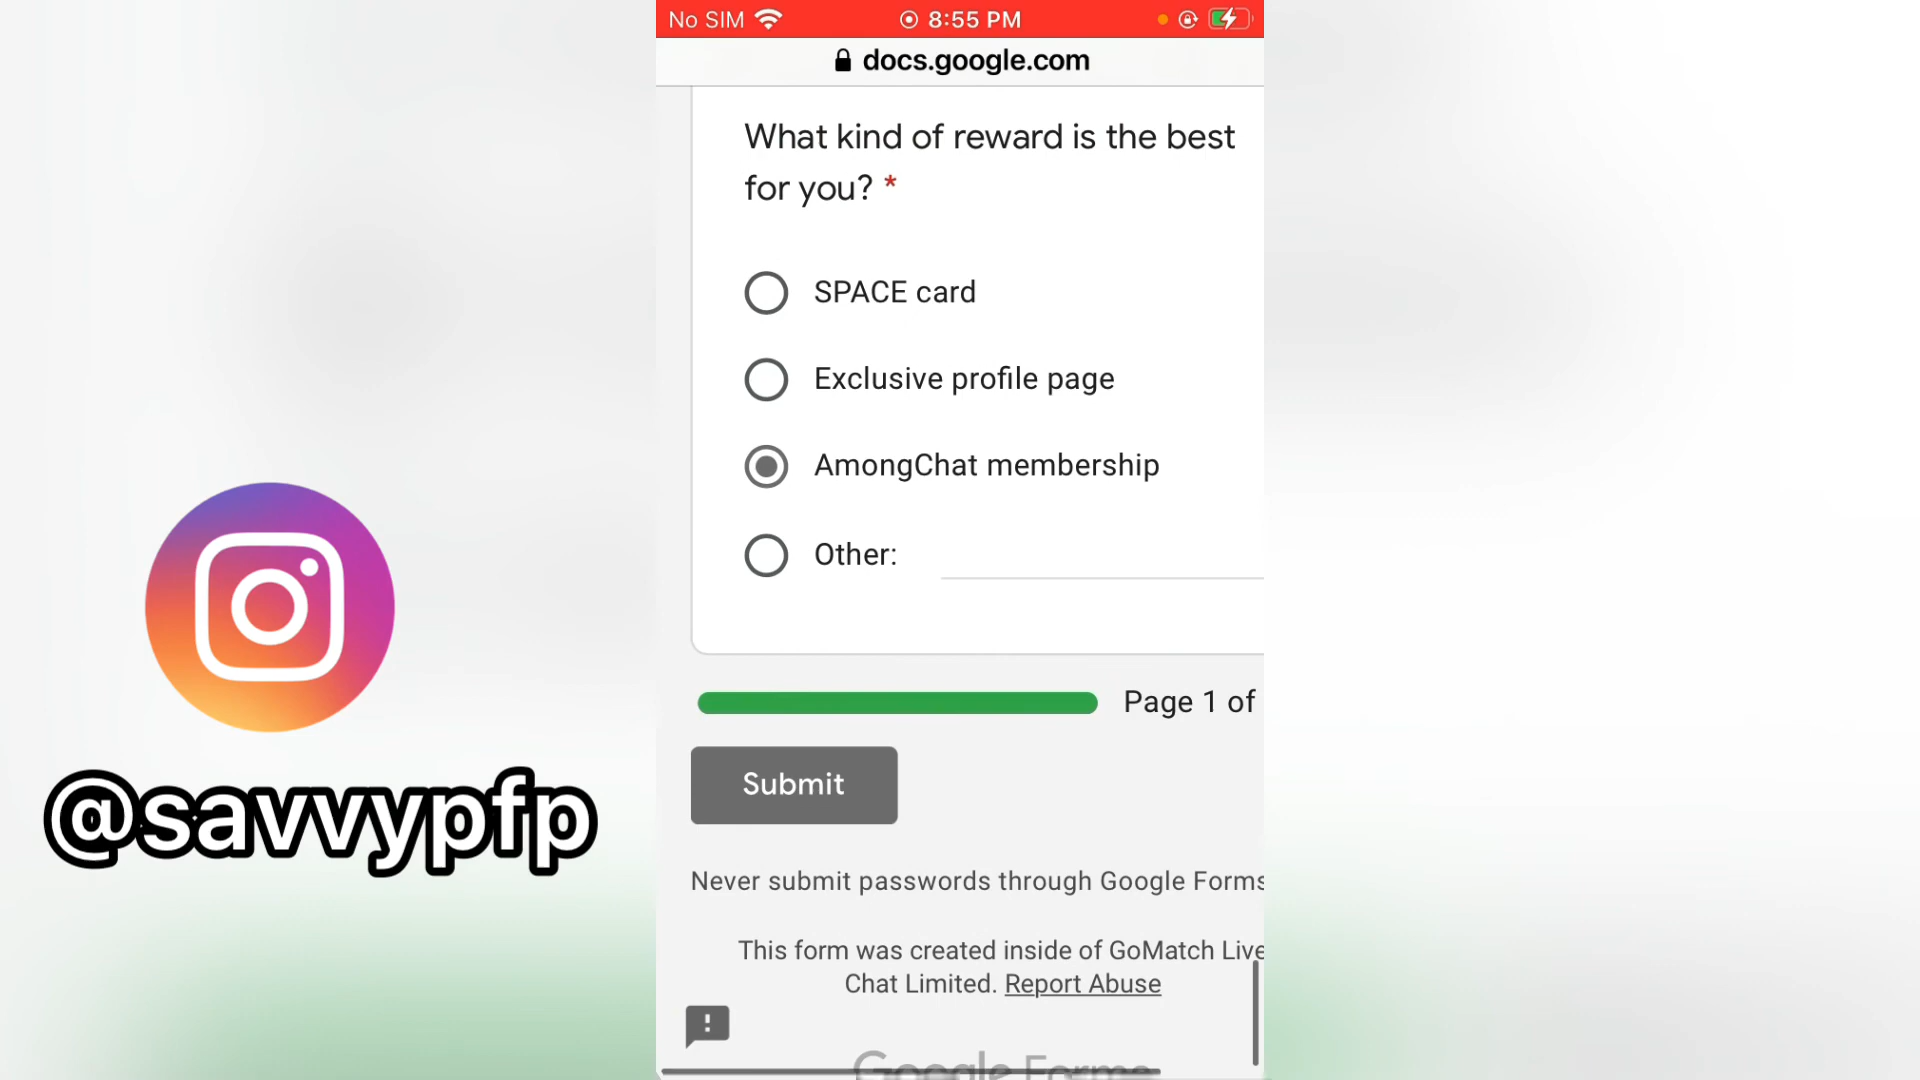 No SIM 8:55 PM
docs.google.com
What kind of reward is the best
for you? *
SPACE card
Exclusive profile page
AmongChat membership
Other:
Page 1 of
Submit
Never submit passwords through Google Forms
This form was created inside of GoMatch Live
Chat Limited. Report Abuse
Google Forms
@savvypfp